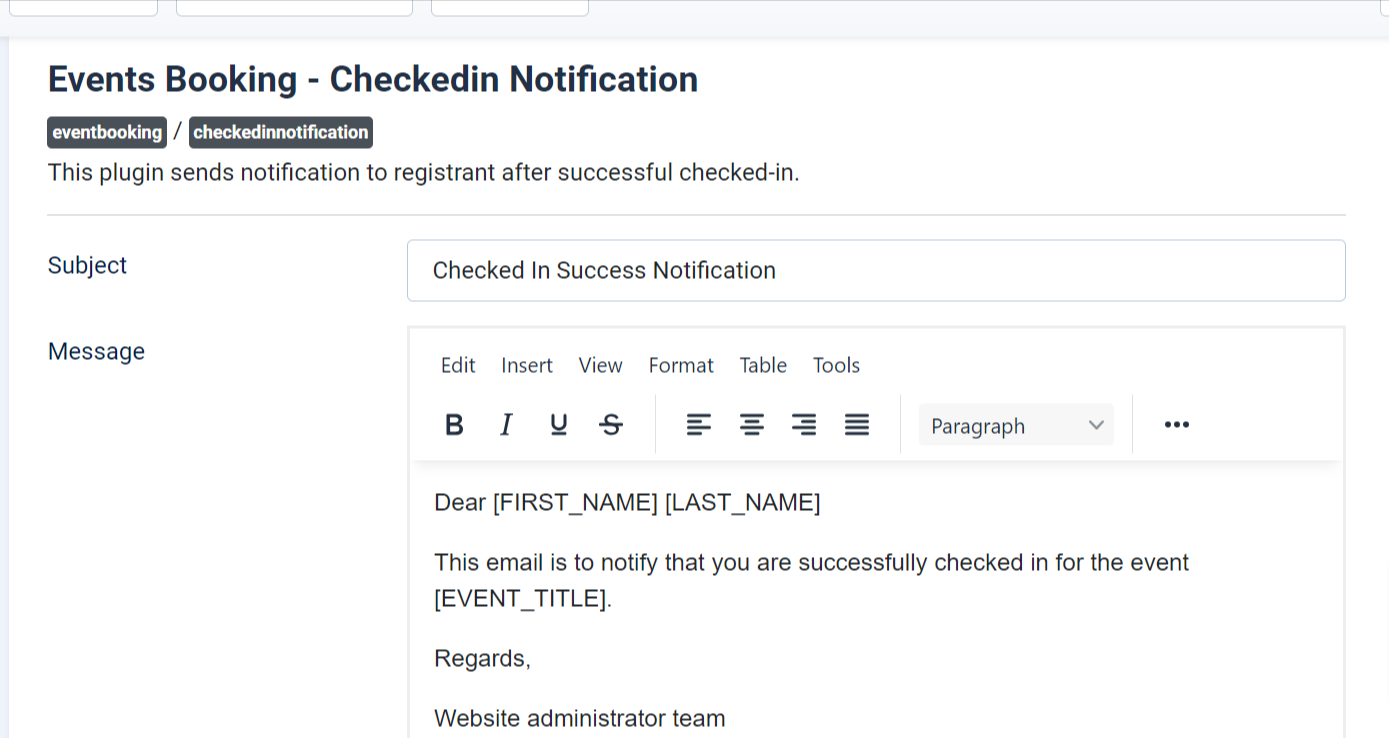 Events Booking - Checkedin Notification
eventbooking / checkedinnotification
This plugin sends notification to registrant after successful checked-in.
Subject
Checked In Success Notification
Message
Edit Insert View Format Table Tools
B I U S Paragraph ...
Dear [FIRST_NAME] [LAST_NAME]
This email is to notify that you are successfully checked in for the event
[EVENT_TITLE].
Regards,
Website administrator team